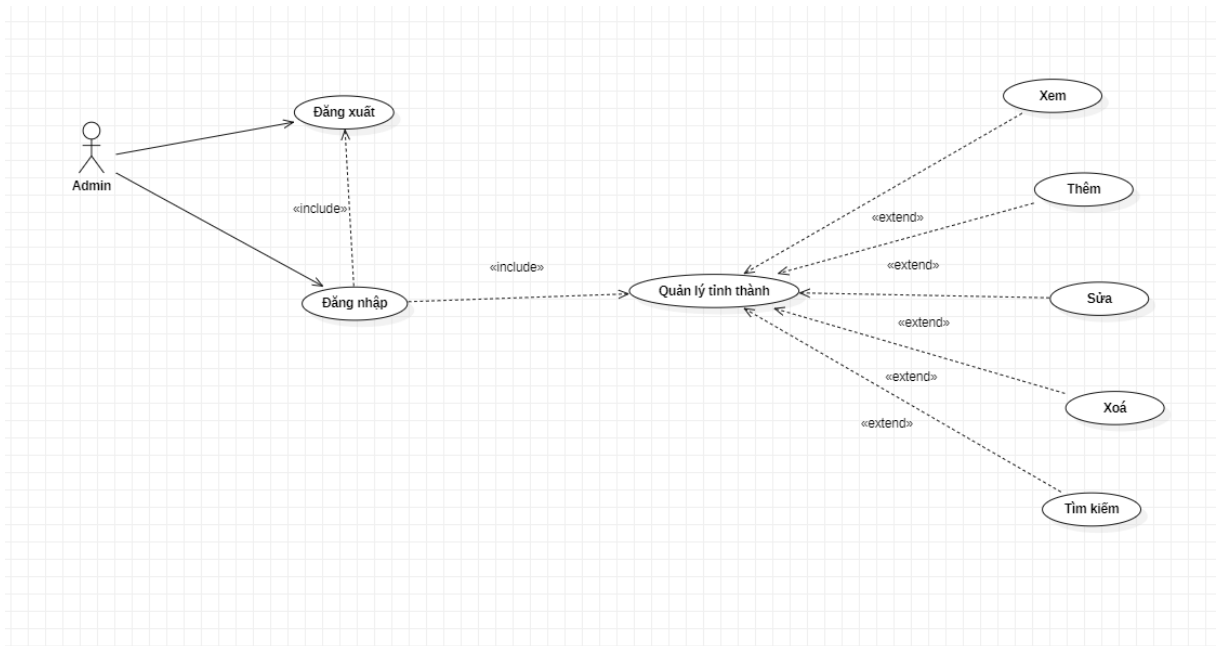 Đăng xuất
Xem
Admin
Thêm
«include»
«extend»
«include»
«extend»
Đăng nhập
Quản lý tỉnh thành
Sửa
«extend»
«extend»
Xoá
«extend»
Tìm kiếm